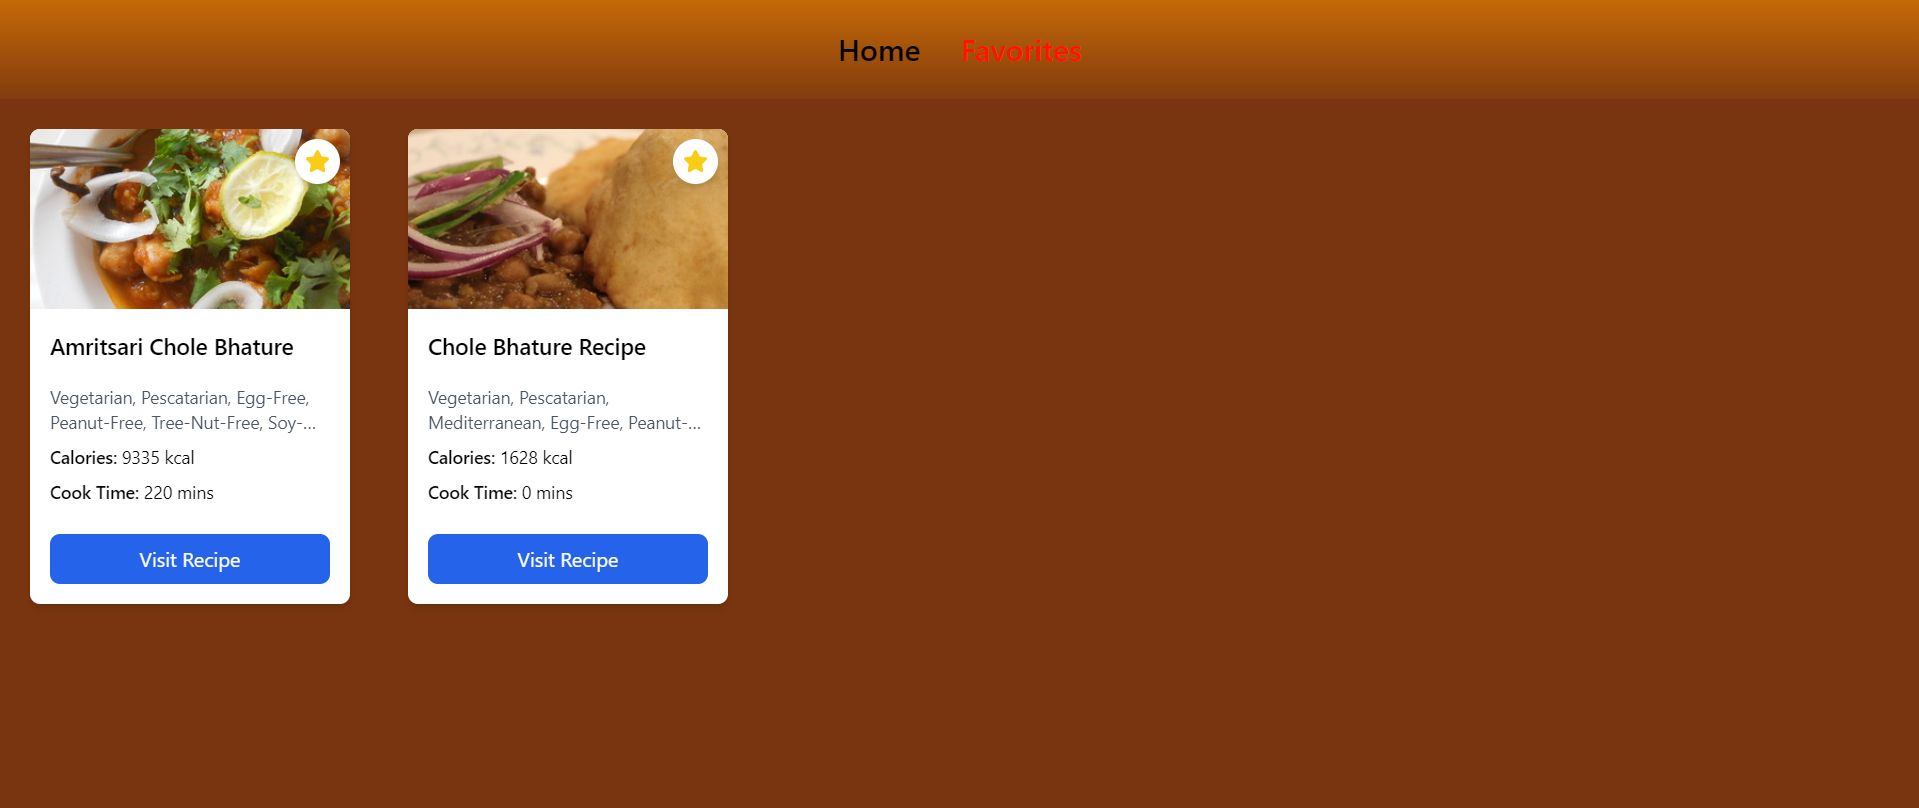 Home Favorites
Amritsari Chole Bhature
Vegetarian, Pescatarian, Egg-Free,
Peanut-Free, Tree-Nut-Free, Soy-...
Calories: 9335 kcal
Cook Time: 220 mins
Visit Recipe
Chole Bhature Recipe
Vegetarian, Pescatarian,
Mediterranean, Egg-Free, Peanut-...
Calories: 1628 kcal
Cook Time: 0 mins
Visit Recipe